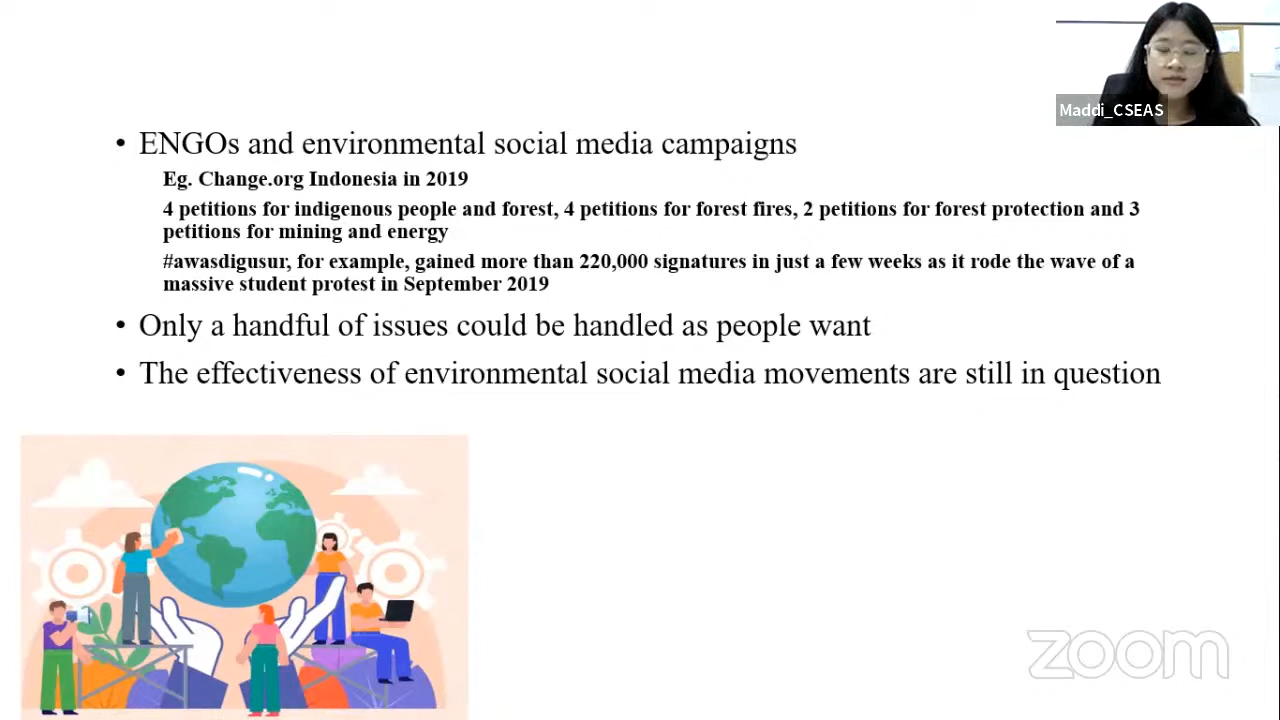 Maddi_CSEAS
• ENGOs and environmental social media campaigns
Eg. Change.org Indonesia in 2019
4 petitions for indigenous people and forest, 4 petitions for forest fires, 2 petitions for forest protection and 3
petitions for mining and energy
#awasdigusur, for example, gained more than 220,000 signatures in just a few weeks as it rode the wave of a
massive student protest in September 2019
• Only a handful of issues could be handled as people want
• The effectiveness of environmental social media movements are still in question
zoom